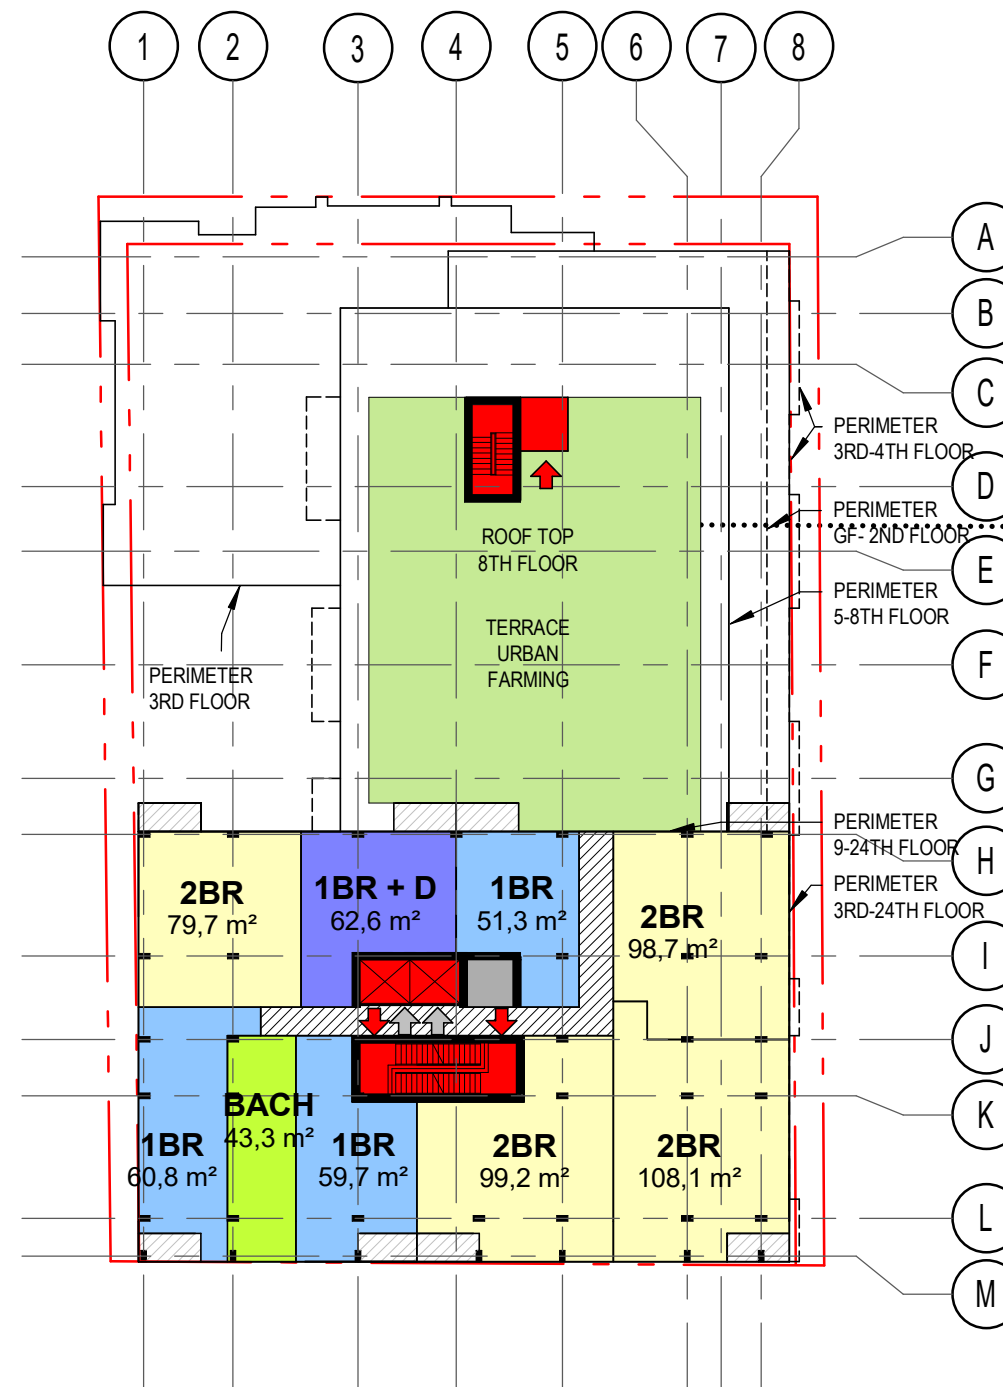 1 2 3 4 5 6 7 8
A
B
C
PERIMETER
3RD-4TH FLOOR
D
PERIMETER
GF- 2ND FLOOR
ROOF TOP
8TH FLOOR
E
PERIMETER
5-8TH FLOOR
TERRACE
URBAN
FARMING
F
PERIMETER
3RD FLOOR
G
PERIMETER
9-24TH FLOOR
H
PERIMETER
3RD-24TH FLOOR
2BR
79,7 m²
1BR + D
62,6 m²
1BR
51,3 m²
2BR
98,7 m²
I
J
K
BACH
43,3 m²
1BR
60,8 m²
1BR
59,7 m²
2BR
99,2 m²
2BR
108,1 m²
L
M